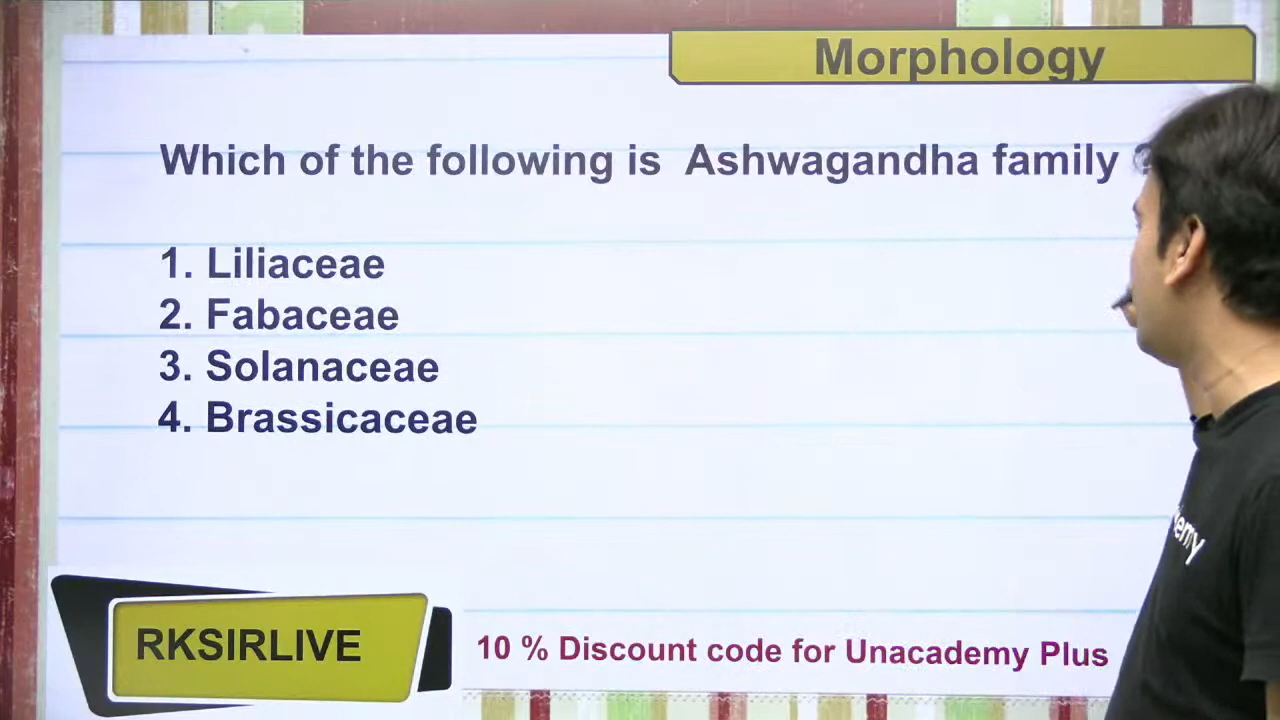 Morphology
Which of the following is Ashwagandha family ?
1. Liliaceae
2. Fabaceae
3. Solanaceae
4. Brassicaceae
RKSIRLIVE
10 % Discount code for Unacademy Plus